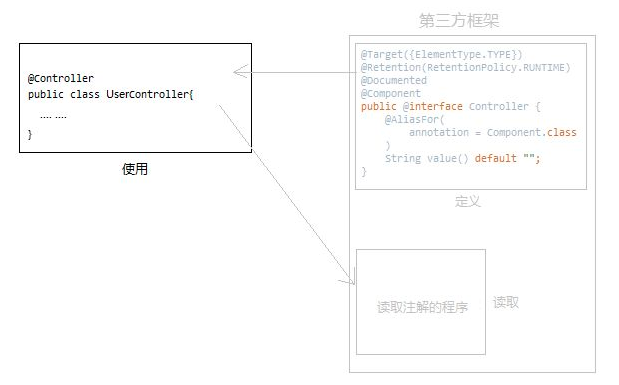 第三方框架
@Controller
public class UserController{
.... ....
}
使用
@Target({ElementType.TYPE})
@Retention(RetentionPolicy.RUNTIME)
@Documented
@Component
public @interface Controller {
@AliasFor(
annotation = Component.class
)
String value() default "";
}
定义
读取注解的程序
读取